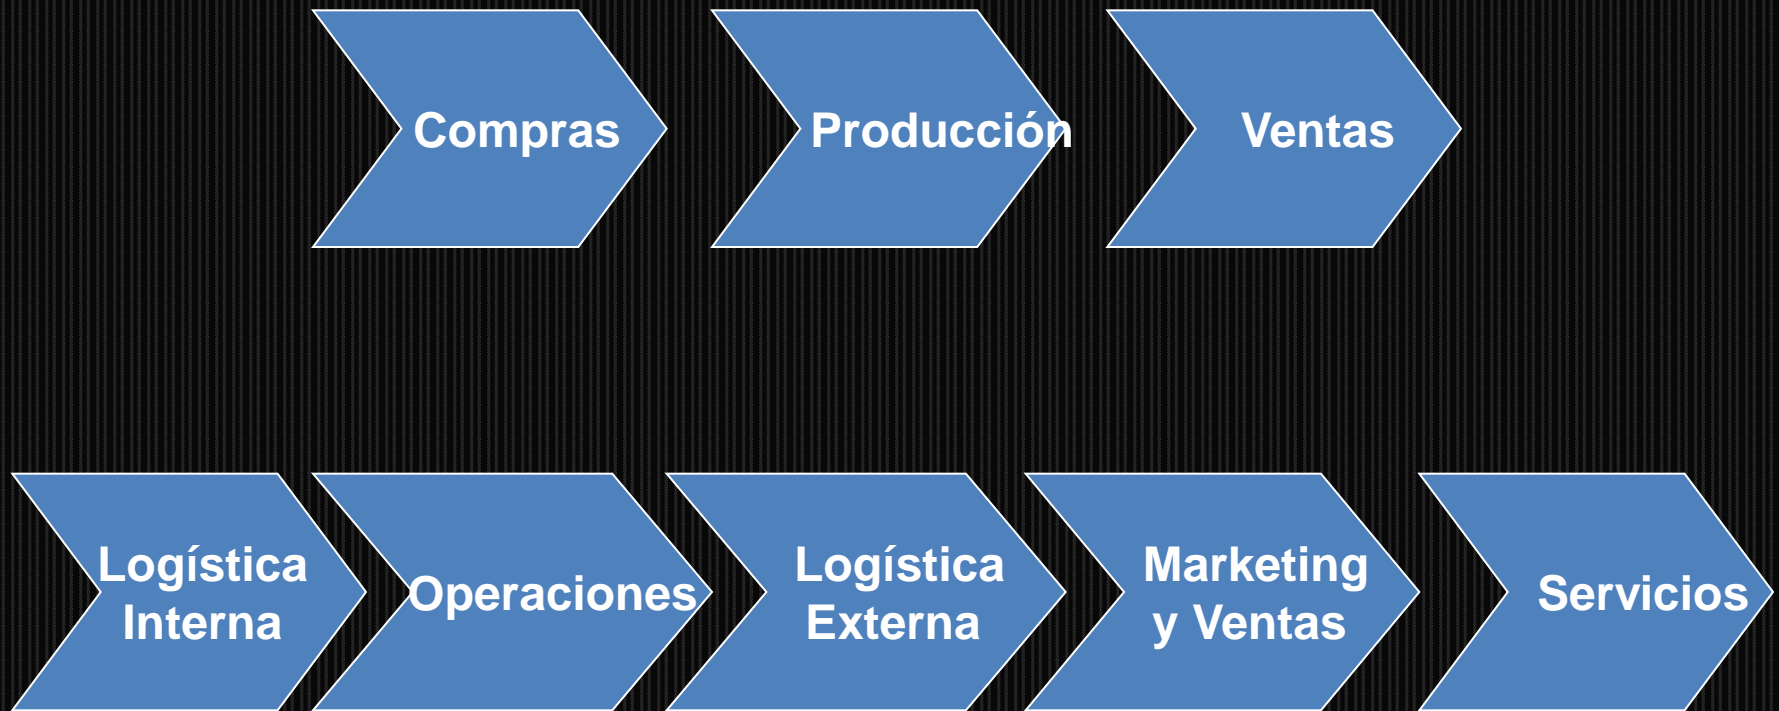 Compras
Producción
Ventas
Logística
Interna
Operaciones
Logística
Externa
Marketing
y Ventas
Servicios